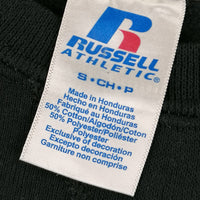 RUSSELL
ATHLETIC
S•CH•P
Made in Honduras
Hecho en Honduras
Fabriqué au Honduras
50% Cotton/Algodón/Coton
50% Polyester/Poliéster
Polyester
Exclusive of decoration
Excepto en decoración
Garniture non comprise